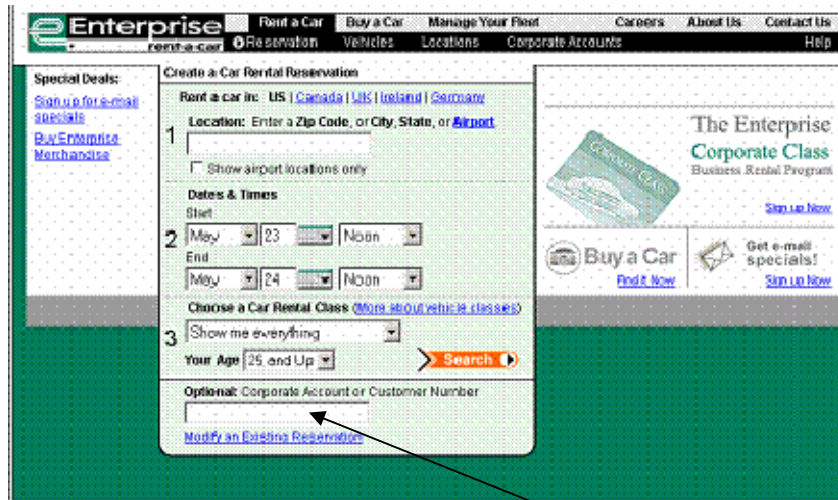 Enterprise
rent-a-car
Rent a Car Buy a Car Manage Your Fleet Careers About Us Contact Us
Reservation Vehicles Locations Corporate Accounts Help
Special Deals:
Sign up for e-mail
specials
Buy Enterprise
Merchandise
Create a Car Rental Reservation
Rent a car in: US | Canada | UK | Ireland | Germany
1
Location: Enter a Zip Code, or City, State, or Airport
Show airport locations only
Dates & Times
Start
2
May 23 Noon
End
May 24 Noon
Choose a Car Rental Class (More about vehicle classes)
3
Show me everything
Your Age 25 and Up Search
Optional: Corporate Account or Customer Number
Modify an Existing Reservation
CORPORATE CLASS
The Enterprise
Corporate Class
Business Rental Program
Sign up Now
Buy a Car
Find it Now
Get e-mail
specials!
Sign up Now